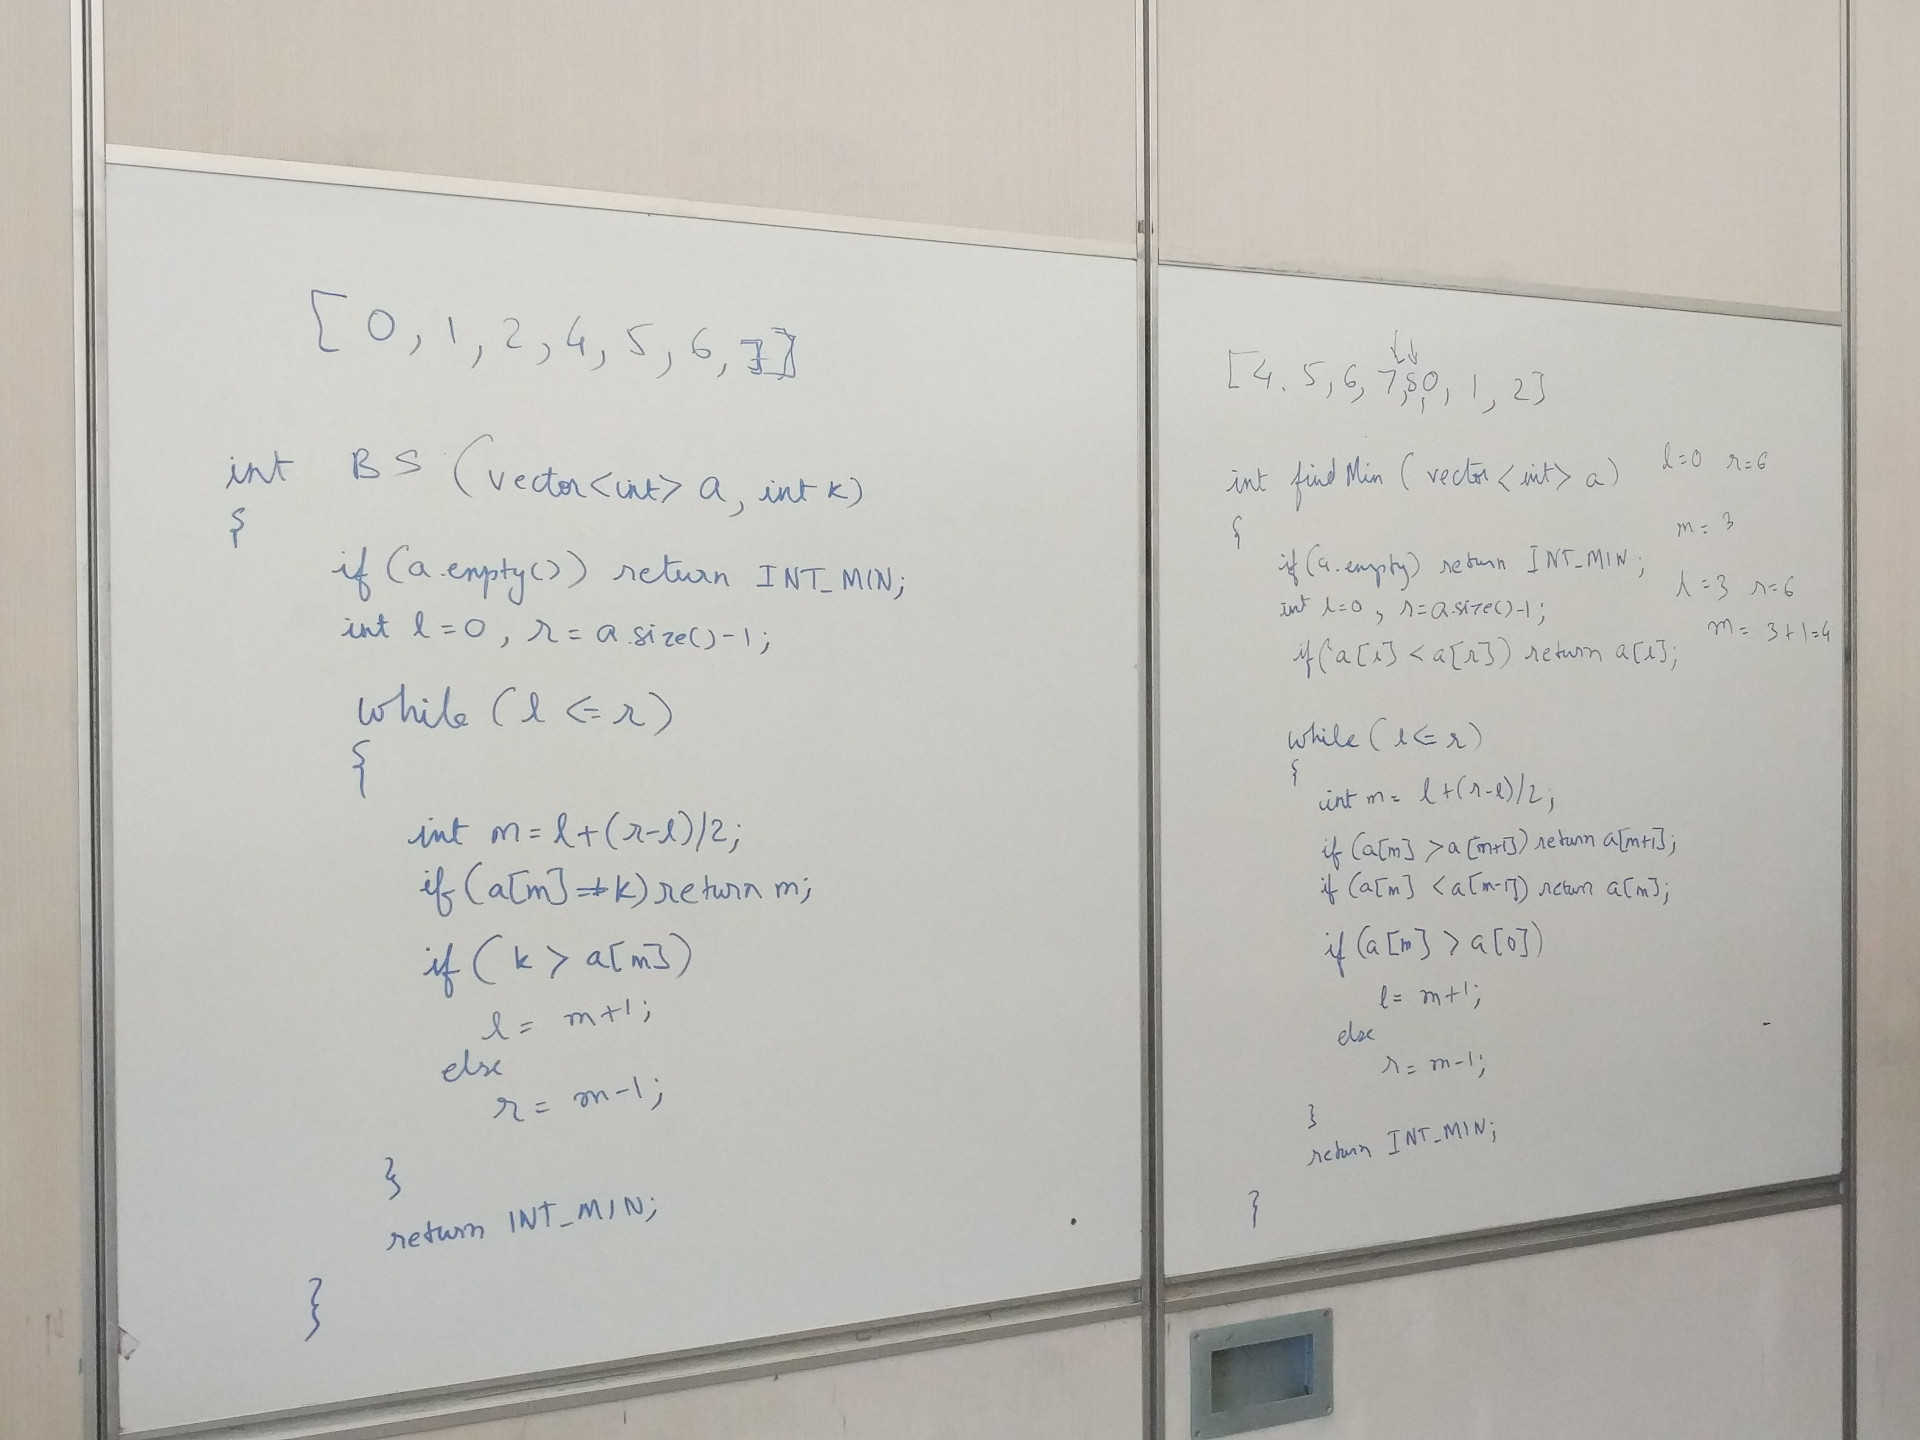 [0, 1, 2, 4, 5, 6, 7]
int BS (vector<int> a, int k)
{
if (a.empty()) return INT_MIN;
int l=0, r=a.size()-1;
while (l <= r)
{
int m=l+(r-l)/2;
if (a[m]==k) return m;
if (k > a[m])
l = m+1;
else
r = m-1;
}
return INT_MIN;
}
[4. 5, 6, 7, 8, 0, 1, 2]
int find Min (vector<int> a)
{
if (a.empty) return INT_MIN;
int l=0, r=a.size()-1;
if (a[l] < a[r]) return a[l];
while (l <= r)
{
int m = l+(r-l)/2;
if (a[m] > a[m+1]) return a[m+1];
if (a[m] < a[m-1]) return a[m];
if (a[m] > a[0])
l = m+1;
else
r = m-1;
}
return INT_MIN;
}
l=0 r=6
m = 3
l=3 r=6
m = 3+1=4